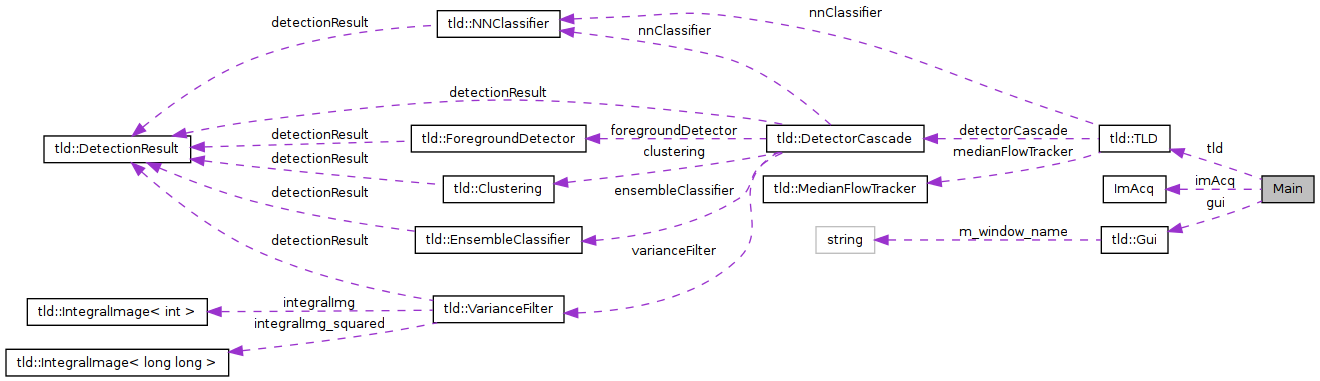 nnClassifier
detectionResult
tld::NNClassifier
nnClassifier
detectionResult
tld::DetectionResult
detectionResult
tld::ForegroundDetector
foregroundDetector
tld::DetectorCascade
detectorCascade
tld::TLD
tld
detectionResult
clustering
medianFlowTracker
tld::Clustering
tld::MedianFlowTracker
ImAcq
imAcq
Main
detectionResult
ensembleClassifier
gui
tld::EnsembleClassifier
string
m_window_name
tld::Gui
detectionResult
varianceFilter
tld::IntegralImage< int >
integralImg
tld::VarianceFilter
integralImg_squared
tld::IntegralImage< long long >